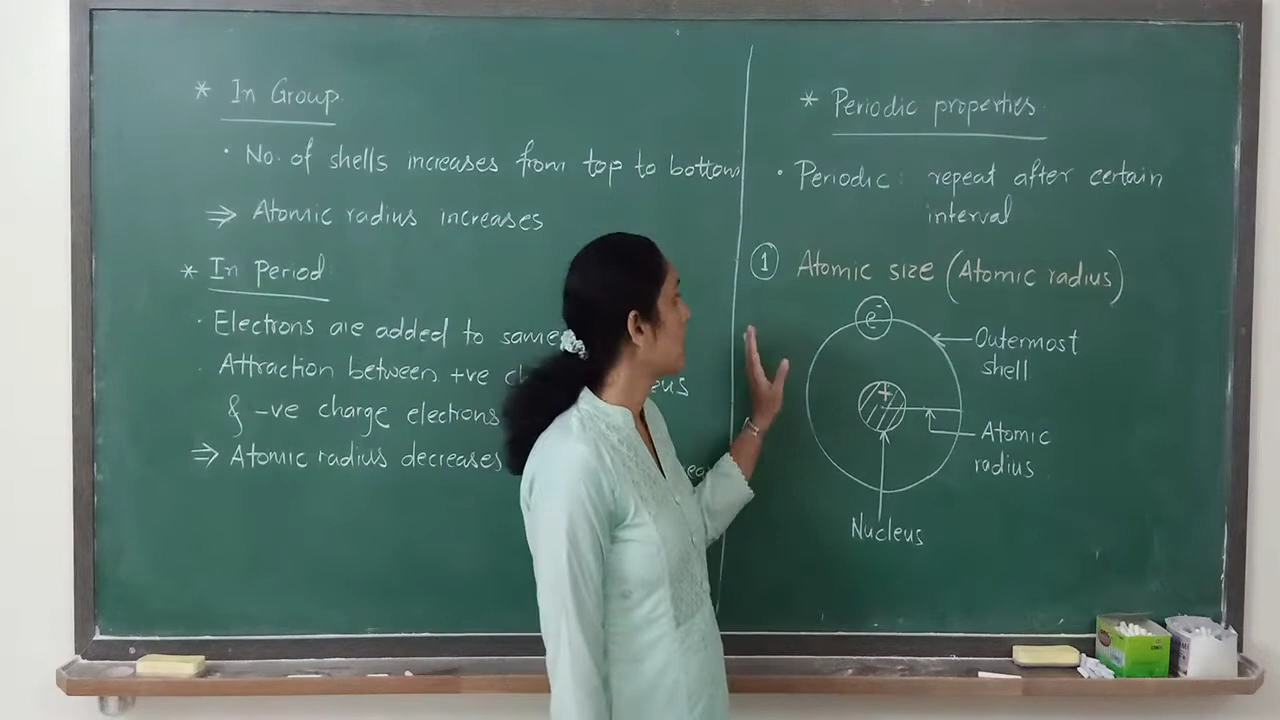 * In Group
· No. of shells increases from top to bottom
⇒ Atomic radius increases
* In Period
· Electrons are added to same
· Attraction between +ve
& -ve charge electrons
⇒ Atomic radius decreases
* Periodic properties
· Periodic: repeat after certain
interval
① Atomic size (Atomic radius)
e⁻
Outermost
shell
+
Atomic
radius
Nucleus